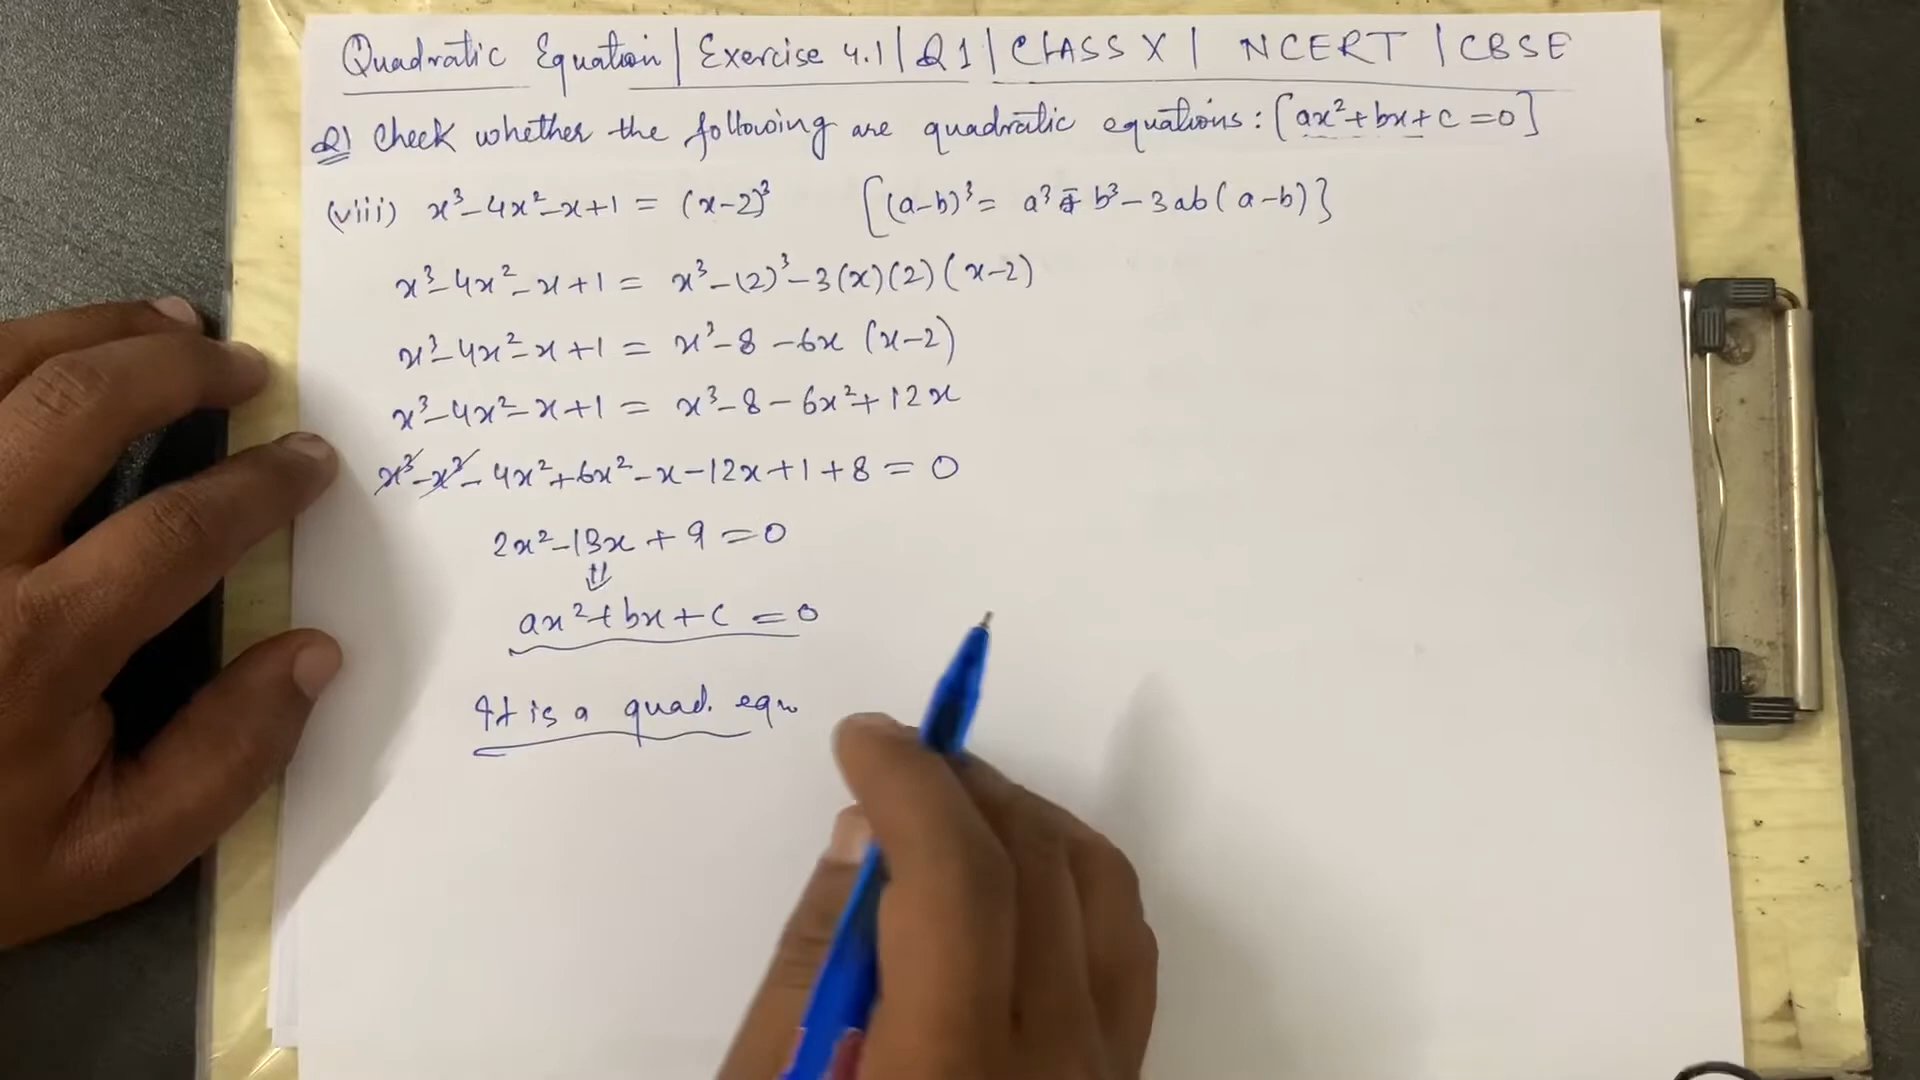 Quadratic Equation | Exercise 4.1 | Q1 | CLASS X | NCERT | CBSE
Q1 Check whether the following are quadratic equations: [ax²+bx+c=0]
(viii) x³-4x²-x+1 = (x-2)³ [(a-b)³= a³-b³-3ab(a-b)}
x³-4x²-x+1 = x³-(2)³-3(x)(2)(x-2)
x³-4x²-x+1 = x³-8-6x (x-2)
x³-4x²-x+1 = x³-8-6x²+12x
x³-x³-4x²+6x²-x-12x+1+8=0
2x²-13x+9=0
⇓
ax²+bx+c=0
It is a quad. eqn